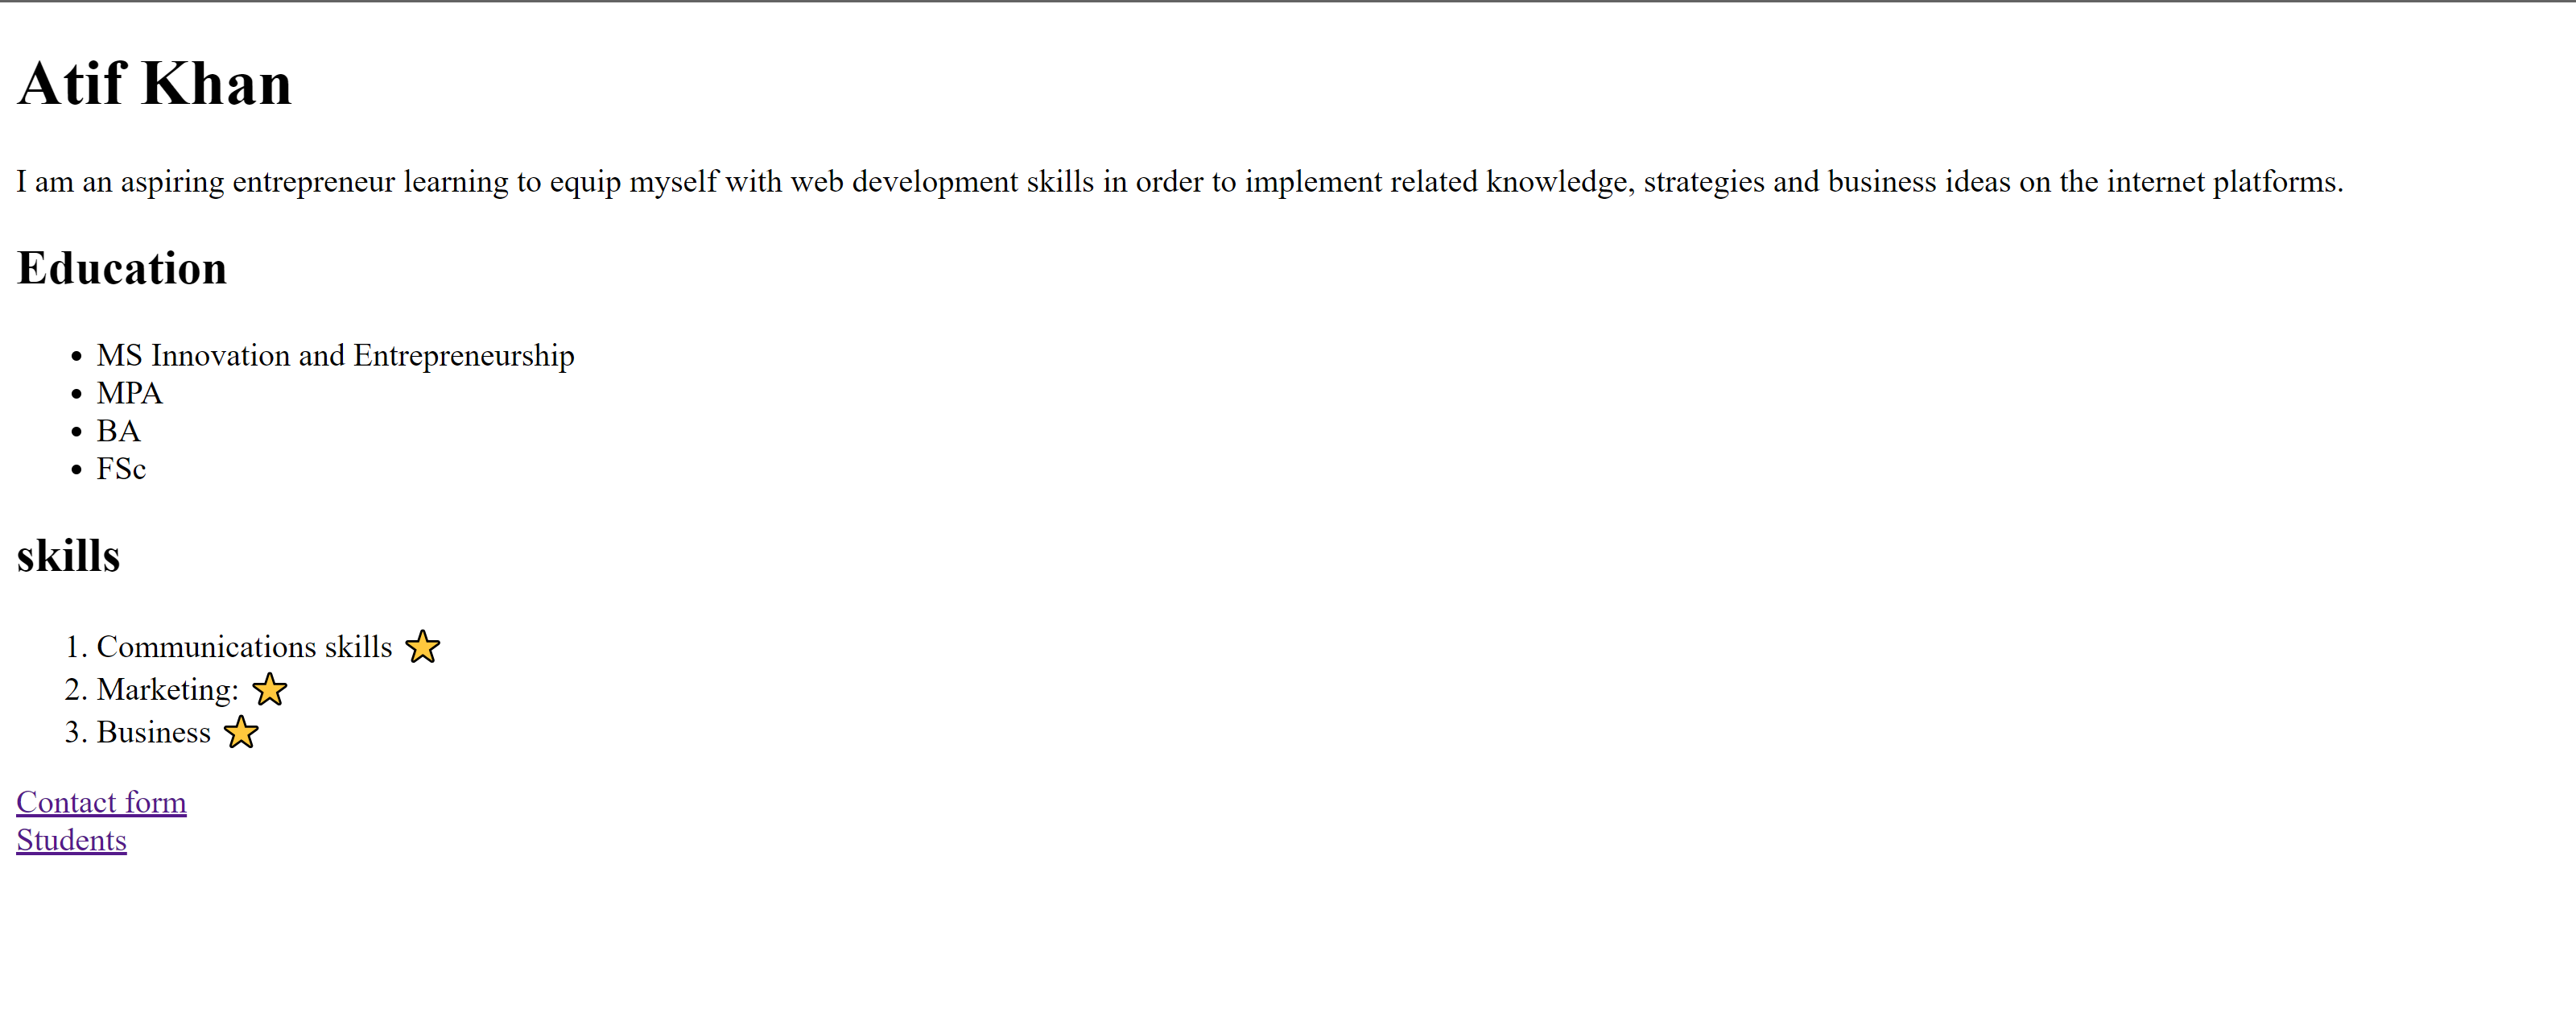 Atif Khan
I am an aspiring entrepreneur learning to equip myself with web development skills in order to implement related knowledge, strategies and business ideas on the internet platforms.
Education
• MS Innovation and Entrepreneurship
• MPA
• BA
• FSc
skills
1. Communications skills ⭐
2. Marketing: ⭐
3. Business ⭐
Contact form
Students